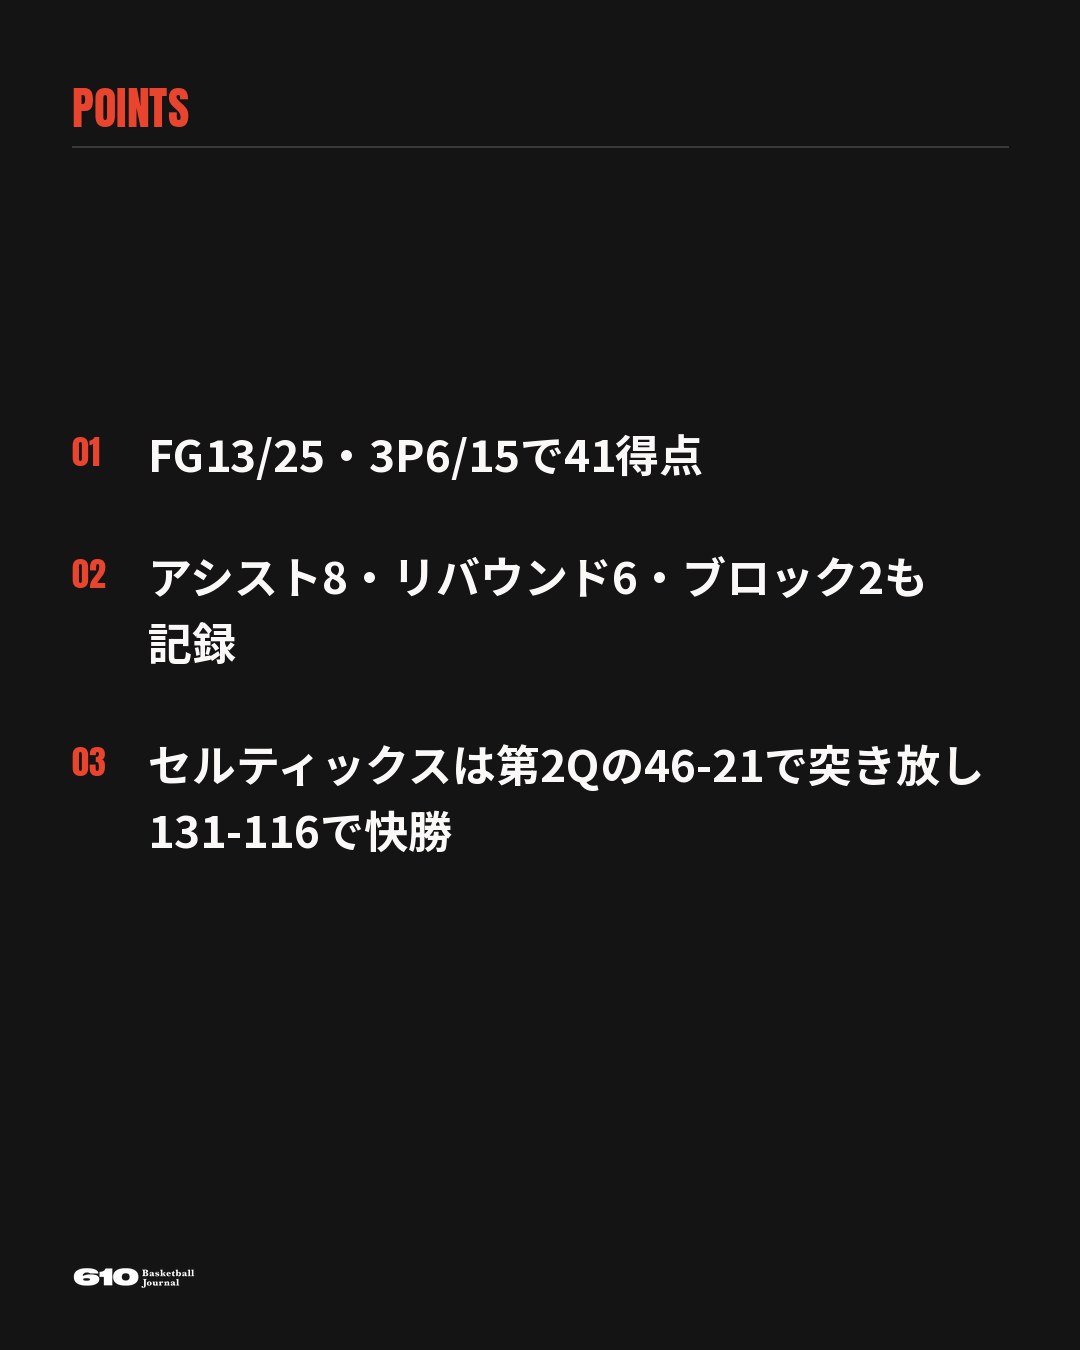 POINTS
01 FG13/25・3P6/15で41得点
02 アシスト8・リバウンド6・ブロック2も
記録
03 セルティックスは第2Qの46-21で突き放し
131-116で快勝
610 Basketball
Journal